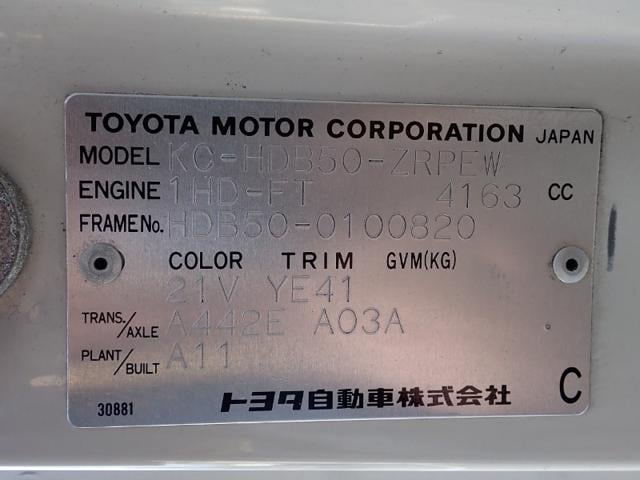 TOYOTA MOTOR CORPORATION JAPAN
MODEL KC-HDB50-ZRPEW
ENGINE 1HD-FT 4163 CC
FRAME No. HDB50-0100820
COLOR TRIM GVM(KG)
21V YE41
TRANS./AXLE A442E A03A
PLANT/BUILT A11
30881 トヨタ自動車株式会社 C